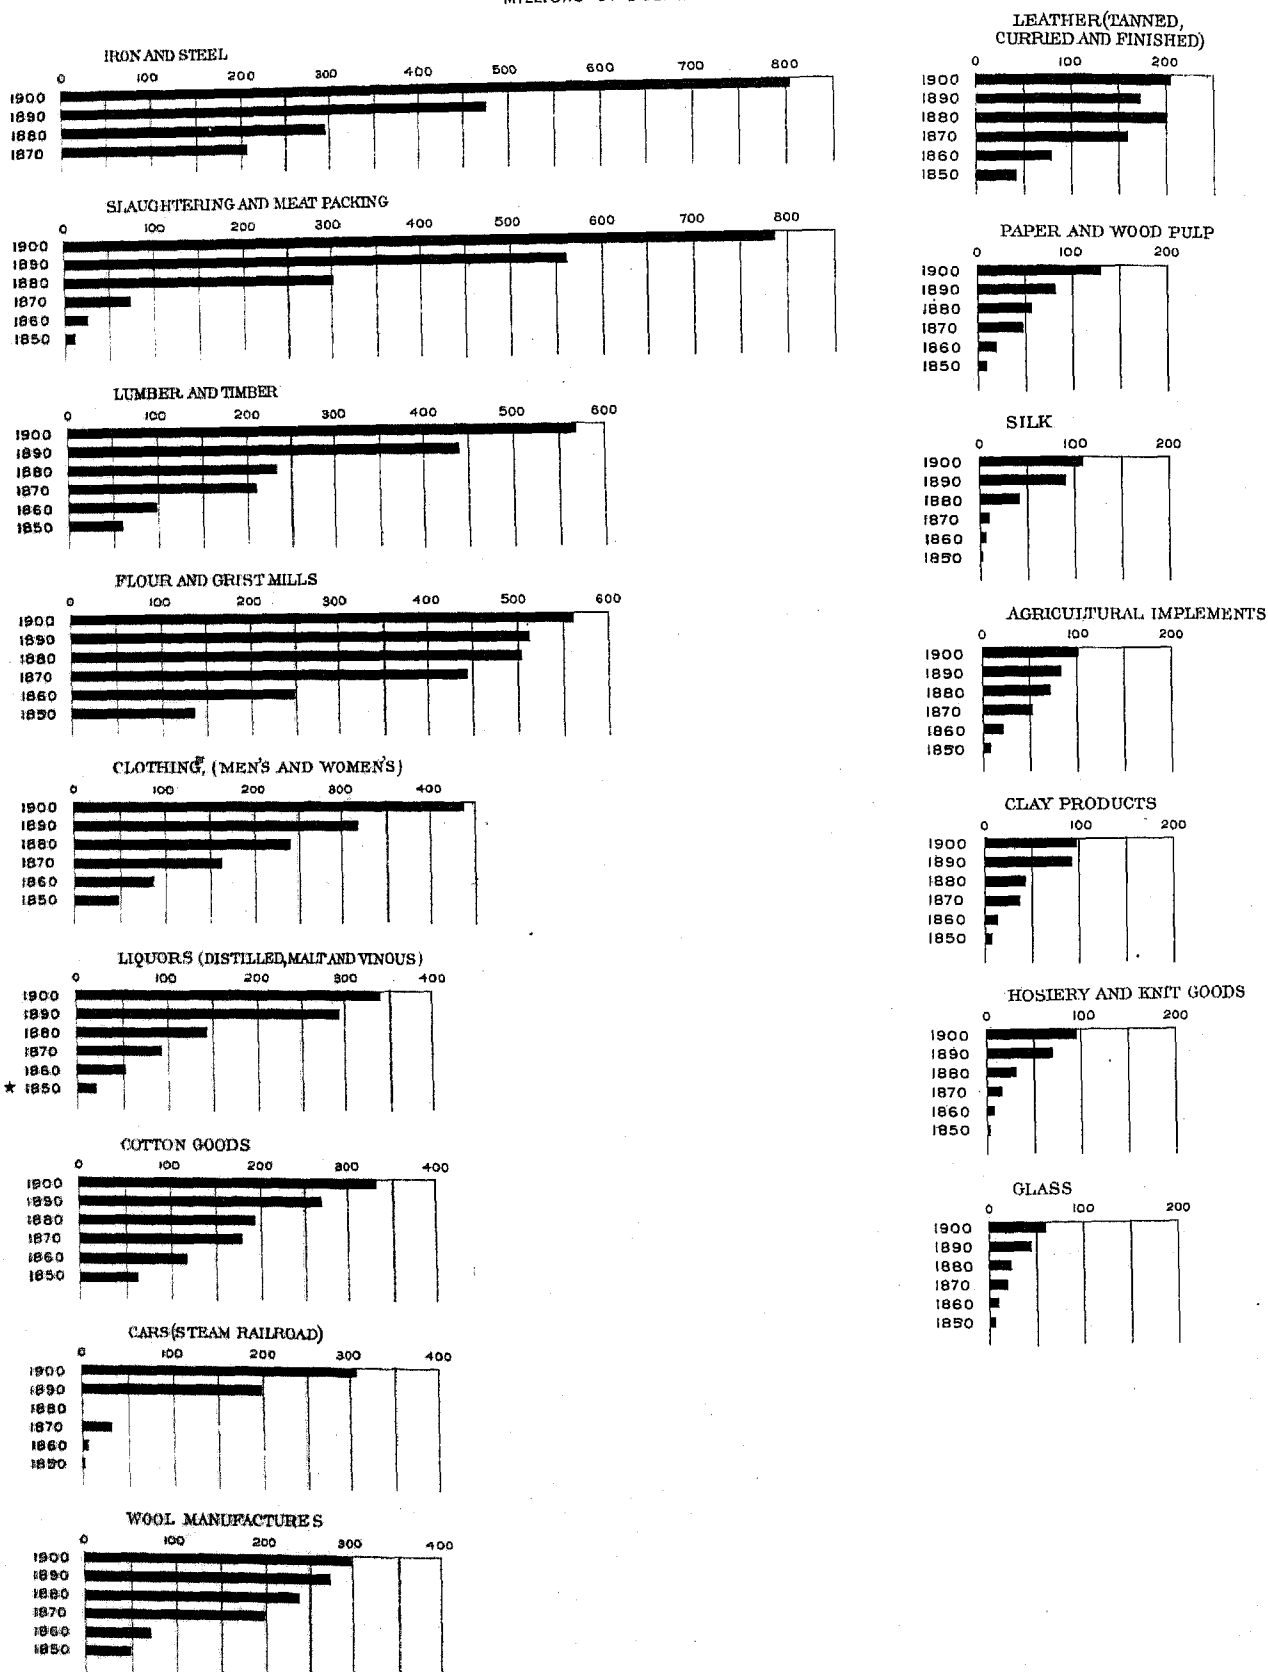 IRON AND STEEL
0 100 200 300 400 500 600 700 800
1900
1890
1880
1870
SLAUGHTERING AND MEAT PACKING
0 100 200 300 400 500 600 700 800
1900
1890
1880
1870
1860
1850
LUMBER AND TIMBER
0 100 200 300 400 500 600
1900
1890
1880
1870
1860
1850
FLOUR AND GRIST MILLS
0 100 200 300 400 500 600
1900
1890
1880
1870
1860
1850
CLOTHING, (MEN'S AND WOMEN'S)
0 100 200 300 400
1900
1890
1880
1870
1860
1850
LIQUORS (DISTILLED, MALT AND VINOUS)
0 100 200 300 400
1900
1890
1880
1870
1860
★ 1850
COTTON GOODS
0 100 200 300 400
1900
1890
1880
1870
1860
1850
CARS (STEAM RAILROAD)
0 100 200 300 400
1900
1890
1880
1870
1860
1850
WOOL MANUFACTURES
0 100 200 300 400
1900
1890
1880
1870
1860
1850
LEATHER (TANNED,
CURRIED AND FINISHED)
0 100 200
1900
1890
1880
1870
1860
1850
PAPER AND WOOD PULP
0 100 200
1900
1890
1880
1870
1860
1850
SILK
0 100 200
1900
1890
1880
1870
1860
1850
AGRICULTURAL IMPLEMENTS
0 100 200
1900
1890
1880
1870
1860
1850
CLAY PRODUCTS
0 100 200
1900
1890
1880
1870
1860
1850
HOSIERY AND KNIT GOODS
0 100 200
1900
1890
1880
1870
1860
1850
GLASS
0 100 200
1900
1890
1880
1870
1860
1850